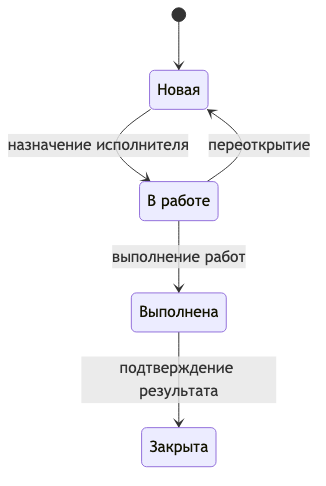 Новая
назначение исполнителя
переоткрытие
В работе
выполнение работ
Выполнена
подтверждение
результата
Закрыта